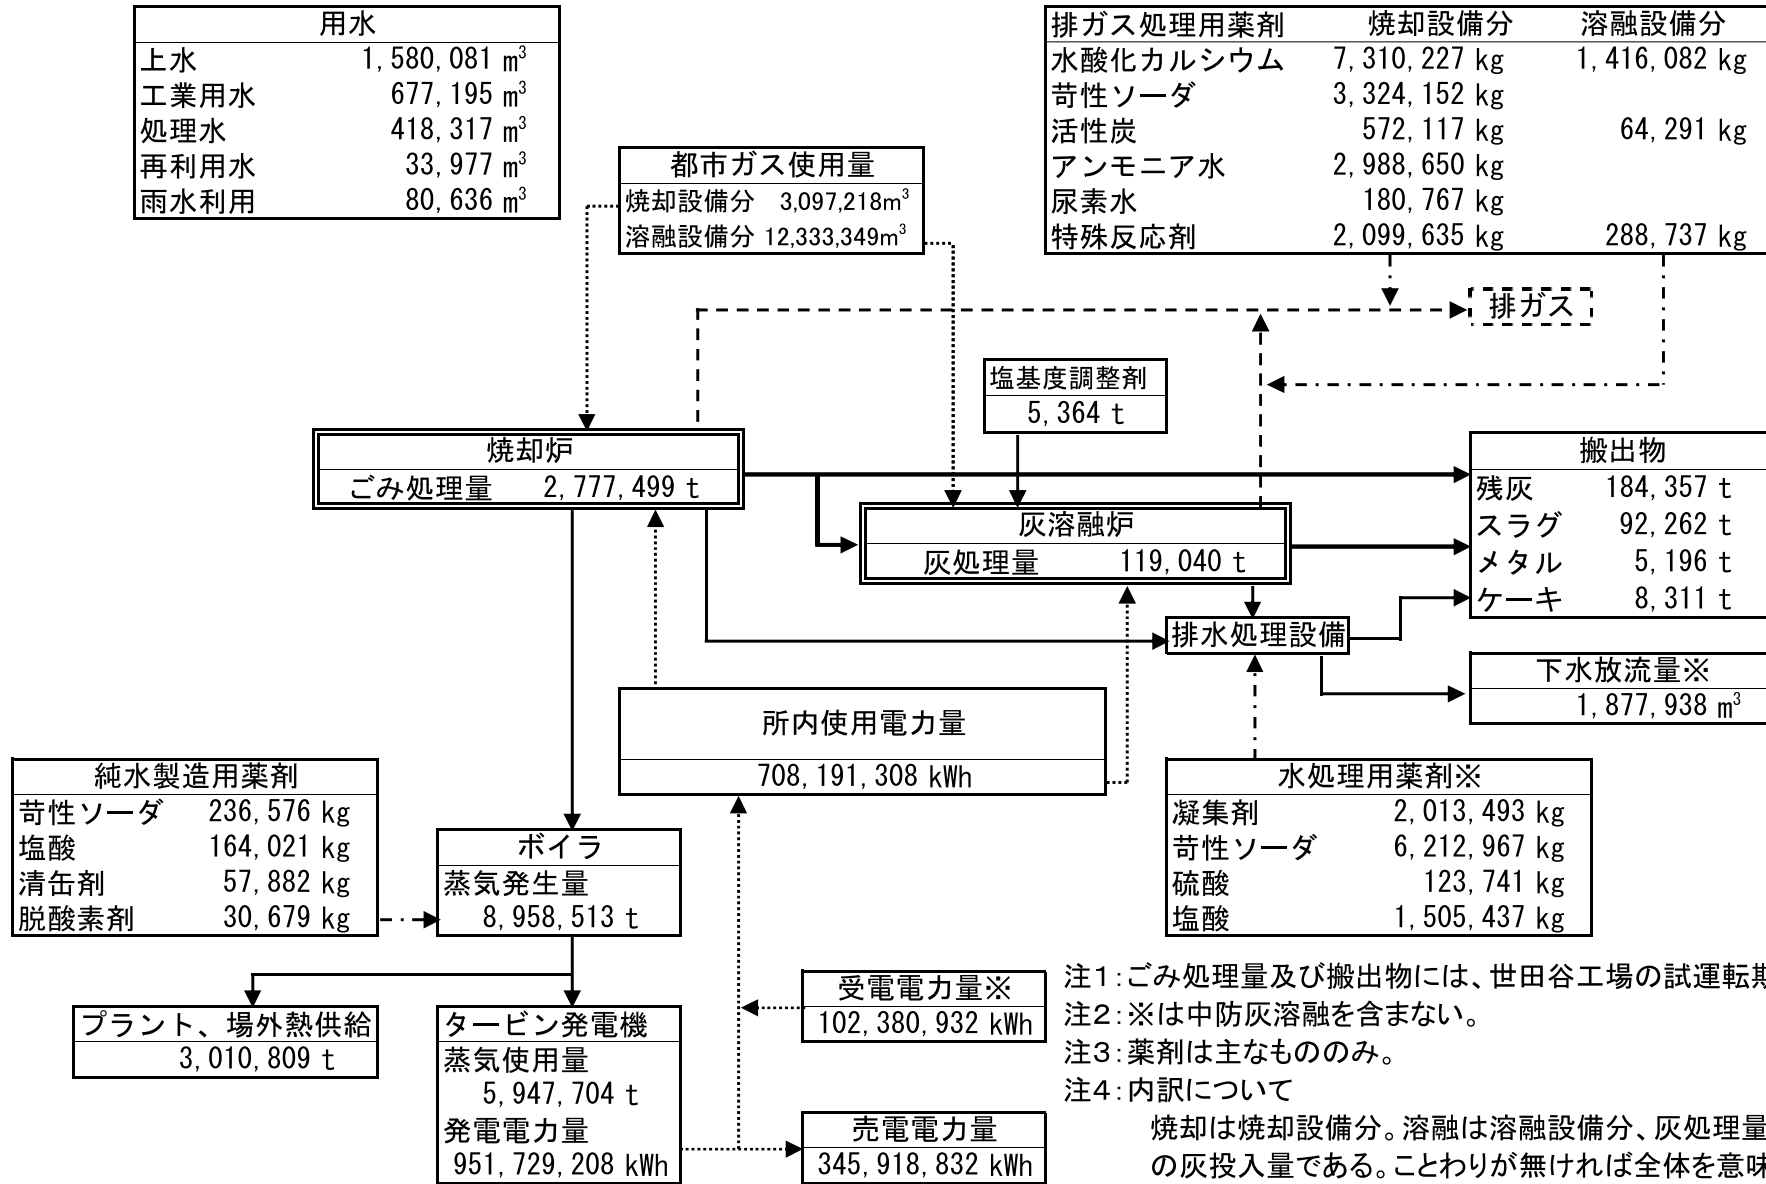 用水
上水 1,580,081 m³
工業用水 677,195 m³
処理水 418,317 m³
再利用水 33,977 m³
雨水利用 80,636 m³
排ガス処理用薬剤 焼却設備分 溶融設備分
水酸化カルシウム 7,310,227 kg 1,416,082 kg
苛性ソーダ 3,324,152 kg
活性炭 572,117 kg 64,291 kg
アンモニア水 2,988,650 kg
尿素水 180,767 kg
特殊反応剤 2,099,635 kg 288,737 kg
都市ガス使用量
焼却設備分 3,097,218m³
溶融設備分 12,333,349m³
排ガス
塩基度調整剤
5,364 t
焼却炉
ごみ処理量 2,777,499 t
灰溶融炉
灰処理量 119,040 t
搬出物
残灰 184,357 t
スラグ 92,262 t
メタル 5,196 t
ケーキ 8,311 t
排水処理設備
下水放流量※
1,877,938 m³
所内使用電力量
708,191,308 kWh
純水製造用薬剤
苛性ソーダ 236,576 kg
塩酸 164,021 kg
清缶剤 57,882 kg
脱酸素剤 30,679 kg
ボイラ
蒸気発生量
8,958,513 t
水処理用薬剤※
凝集剤 2,013,493 kg
苛性ソーダ 6,212,967 kg
硫酸 123,741 kg
塩酸 1,505,437 kg
プラント、場外熱供給
3,010,809 t
タービン発電機
蒸気使用量
5,947,704 t
発電電力量
951,729,208 kWh
受電電力量※
102,380,932 kWh
売電電力量
345,918,832 kWh
注1:ごみ処理量及び搬出物には、世田谷工場の試運転期
注2:※は中防灰溶融を含まない。
注3:薬剤は主なもののみ。
注4:内訳について
焼却は焼却設備分。溶融は溶融設備分、灰処理量
の灰投入量である。ことわりが無ければ全体を意味